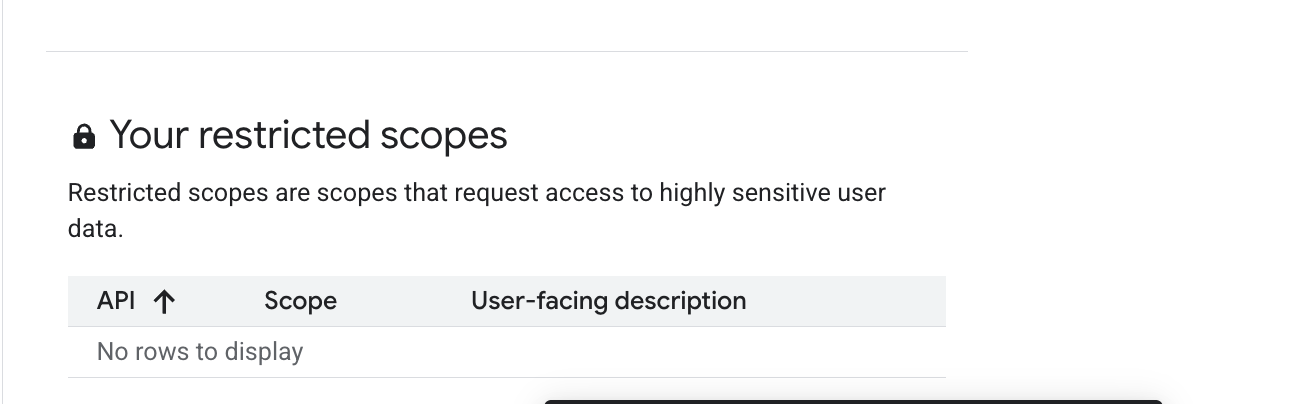 Your restricted scopes
Restricted scopes are scopes that request access to highly sensitive user
data.
API Scope User-facing description
No rows to display